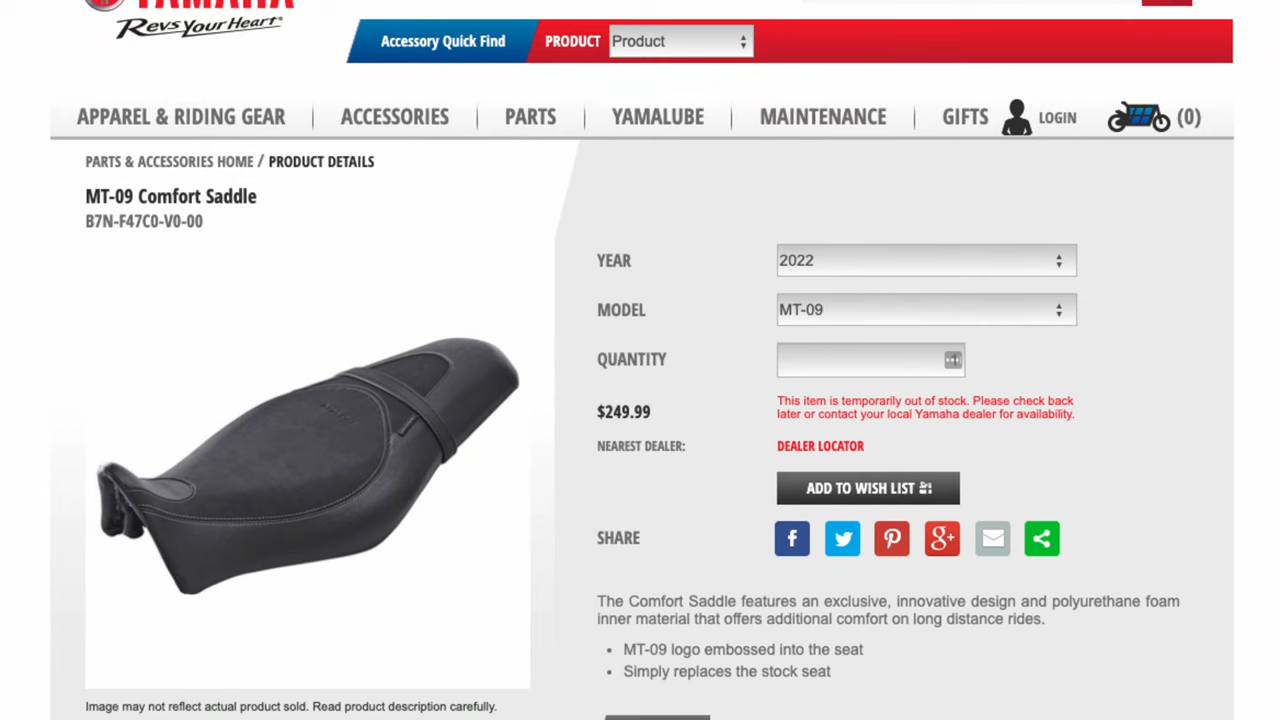 YAMAHA
Revs Your Heart
Accessory Quick Find
PRODUCT
Product
APPAREL & RIDING GEAR
ACCESSORIES
PARTS
YAMALUBE
MAINTENANCE
GIFTS
LOGIN
(0)
PARTS & ACCESSORIES HOME / PRODUCT DETAILS
MT-09 Comfort Saddle
B7N-F47C0-V0-00
YEAR
2022
MODEL
MT-09
QUANTITY
$249.99
This item is temporarily out of stock. Please check back
later or contact your local Yamaha dealer for availability.
NEAREST DEALER:
DEALER LOCATOR
ADD TO WISH LIST
SHARE
The Comfort Saddle features an exclusive, innovative design and polyurethane foam
inner material that offers additional comfort on long distance rides.
• MT-09 logo embossed into the seat
• Simply replaces the stock seat
Image may not reflect actual product sold. Read product description carefully.